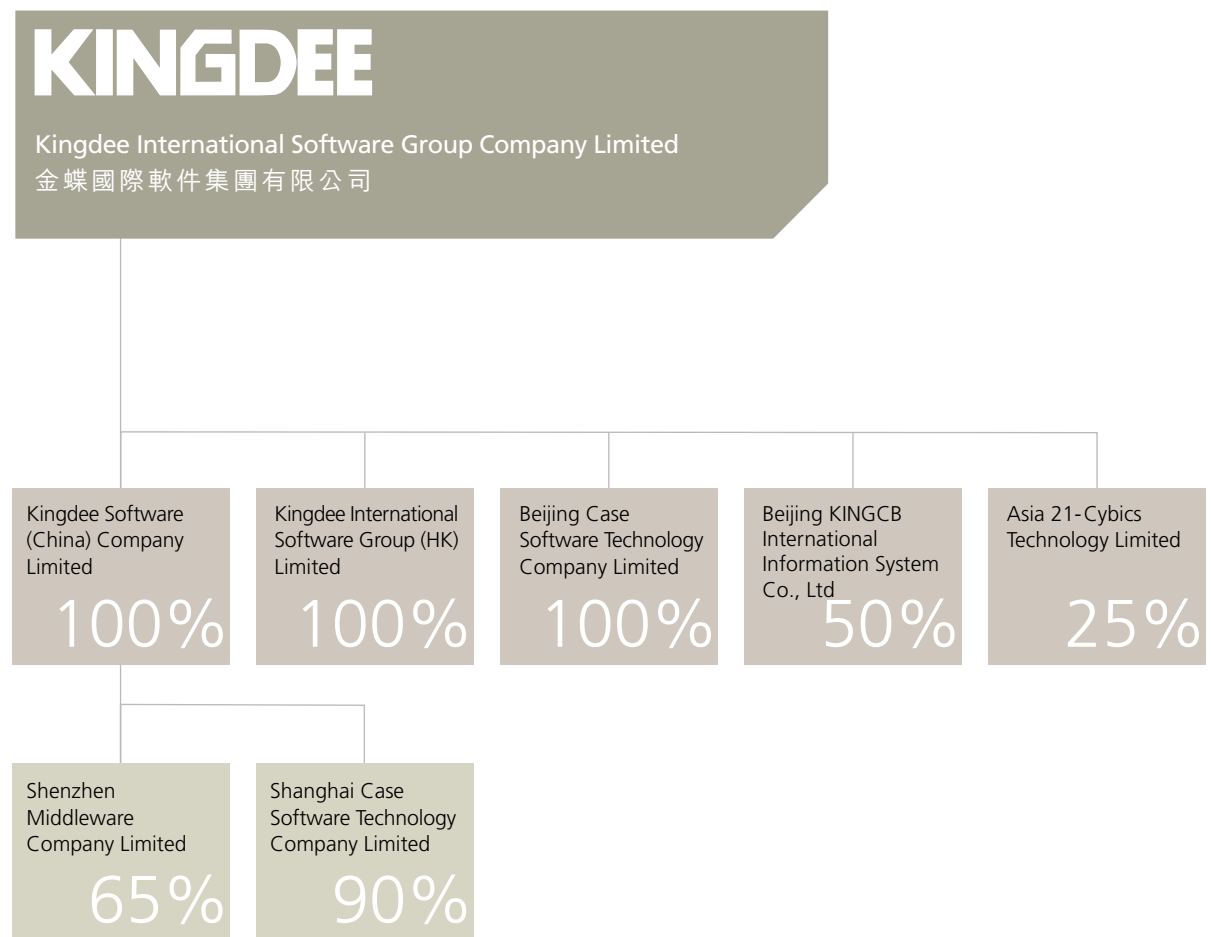 KINGDEE
Kingdee International Software Group Company Limited
金蝶國際軟件集團有限公司
Kingdee Software
(China) Company
Limited
100%
Kingdee International
Software Group (HK)
Limited
100%
Beijing Case
Software Technology
Company Limited
100%
Beijing KINGCB
International
Information System
Co., Ltd
50%
Asia 21-Cybics
Technology Limited
25%
Shenzhen
Middleware
Company Limited
65%
Shanghai Case
Software Technology
Company Limited
90%